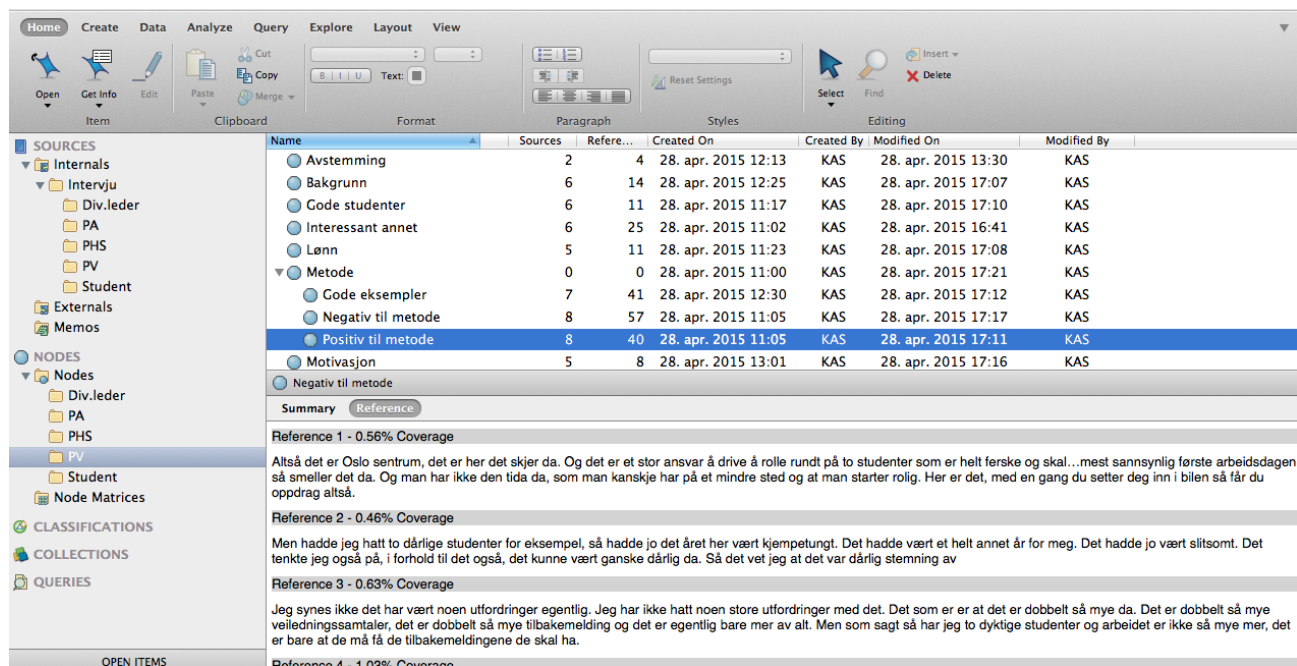 Home Create Data Analyze Query Explore Layout View
Cut
Copy
Merge
B I U Text:
Reset Settings
Insert
Delete
Open Get Info Edit Paste Select Find
Item Clipboard Format Paragraph Styles Editing
SOURCES
Internals
Intervju
Div.leder
PA
PHS
PV
Student
Externals
Memos
NODES
Nodes
Div.leder
PA
PHS
PV
Student
Node Matrices
CLASSIFICATIONS
COLLECTIONS
QUERIES
OPEN ITEMS
Name Sources Refere... Created On Created By Modified On Modified By
Avstemming 2 4 28. apr. 2015 12:13 KAS 28. apr. 2015 13:30 KAS
Bakgrunn 6 14 28. apr. 2015 12:25 KAS 28. apr. 2015 17:07 KAS
Gode studenter 6 11 28. apr. 2015 11:17 KAS 28. apr. 2015 17:10 KAS
Interessant annet 6 25 28. apr. 2015 11:02 KAS 28. apr. 2015 16:41 KAS
Lønn 5 11 28. apr. 2015 11:23 KAS 28. apr. 2015 17:08 KAS
Metode 0 0 28. apr. 2015 11:00 KAS 28. apr. 2015 17:21 KAS
Gode eksempler 7 41 28. apr. 2015 12:30 KAS 28. apr. 2015 17:12 KAS
Negativ til metode 8 57 28. apr. 2015 11:05 KAS 28. apr. 2015 17:17 KAS
Positiv til metode 8 40 28. apr. 2015 11:05 KAS 28. apr. 2015 17:11 KAS
Motivasjon 5 8 28. apr. 2015 13:01 KAS 28. apr. 2015 17:16 KAS
Negativ til metode
Summary Reference
Reference 1 - 0.56% Coverage
Altså det er Oslo sentrum, det er her det skjer da. Og det er et stor ansvar å drive å rolle rundt på to studenter som er helt ferske og skal…mest sannsynlig første arbeidsdagen
så smeller det da. Og man har ikke den tida da, som man kanskje har på et mindre sted og at man starter rolig. Her er det, med en gang du setter deg inn i bilen så får du
oppdrag altså.
Reference 2 - 0.46% Coverage
Men hadde jeg hatt to dårlige studenter for eksempel, så hadde jo det året her vært kjempetungt. Det hadde vært et helt annet år for meg. Det hadde jo vært slitsomt. Det
tenkte jeg også på, i forhold til det også, det kunne vært ganske dårlig da. Så det vet jeg at det var dårlig stemning av
Reference 3 - 0.63% Coverage
Jeg synes ikke det har vært noen utfordringer egentlig. Jeg har ikke hatt noen store utfordringer med det. Det som er er at det er dobbelt så mye da. Det er dobbelt så mye
veiledningssamtaler, det er dobbelt så mye tilbakemelding og det er egentlig bare mer av alt. Men som sagt så har jeg to dyktige studenter og arbeidet er ikke så mye mer, det
er bare at de må få de tilbakemeldingene de skal ha.
Reference 4 - 1.03% Coverage